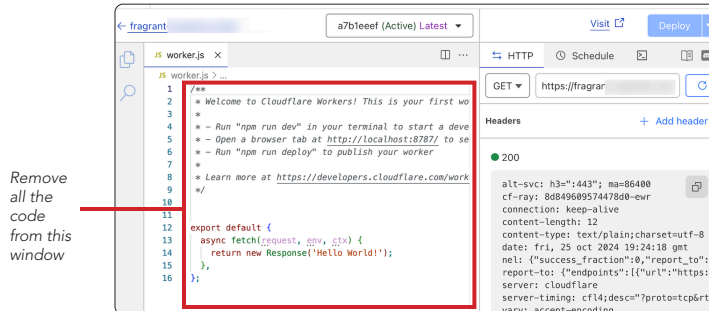 ← fragrant-
a7b1eeef (Active) Latest
Visit
Deploy
JS worker.js ×
JS worker.js > ...
1 /**
2 * Welcome to Cloudflare Workers! This is your first wo
3 *
4 * – Run "npm run dev" in your terminal to start a deve
5 * – Open a browser tab at http://localhost:8787/ to se
6 * – Run "npm run deploy" to publish your worker
7 *
8 * Learn more at https://developers.cloudflare.com/work
9 */
10
11
12 export default {
13 async fetch(request, env, ctx) {
14 return new Response('Hello World!');
15 },
16 };
Remove
all the
code
from this
window
HTTP
Schedule
GET
https://fragran
Headers
+ Add header
200
alt-svc: h3=":443"; ma=86400
cf-ray: 8d849609574478d0-ewr
connection: keep-alive
content-length: 12
content-type: text/plain;charset=utf-8
date: fri, 25 oct 2024 19:24:18 gmt
nel: {"success_fraction":0,"report_to":
report-to: {"endpoints":[{"url":"https:
server: cloudflare
server-timing: cfl4;desc="?proto=tcp&rt
vary: accept-encoding